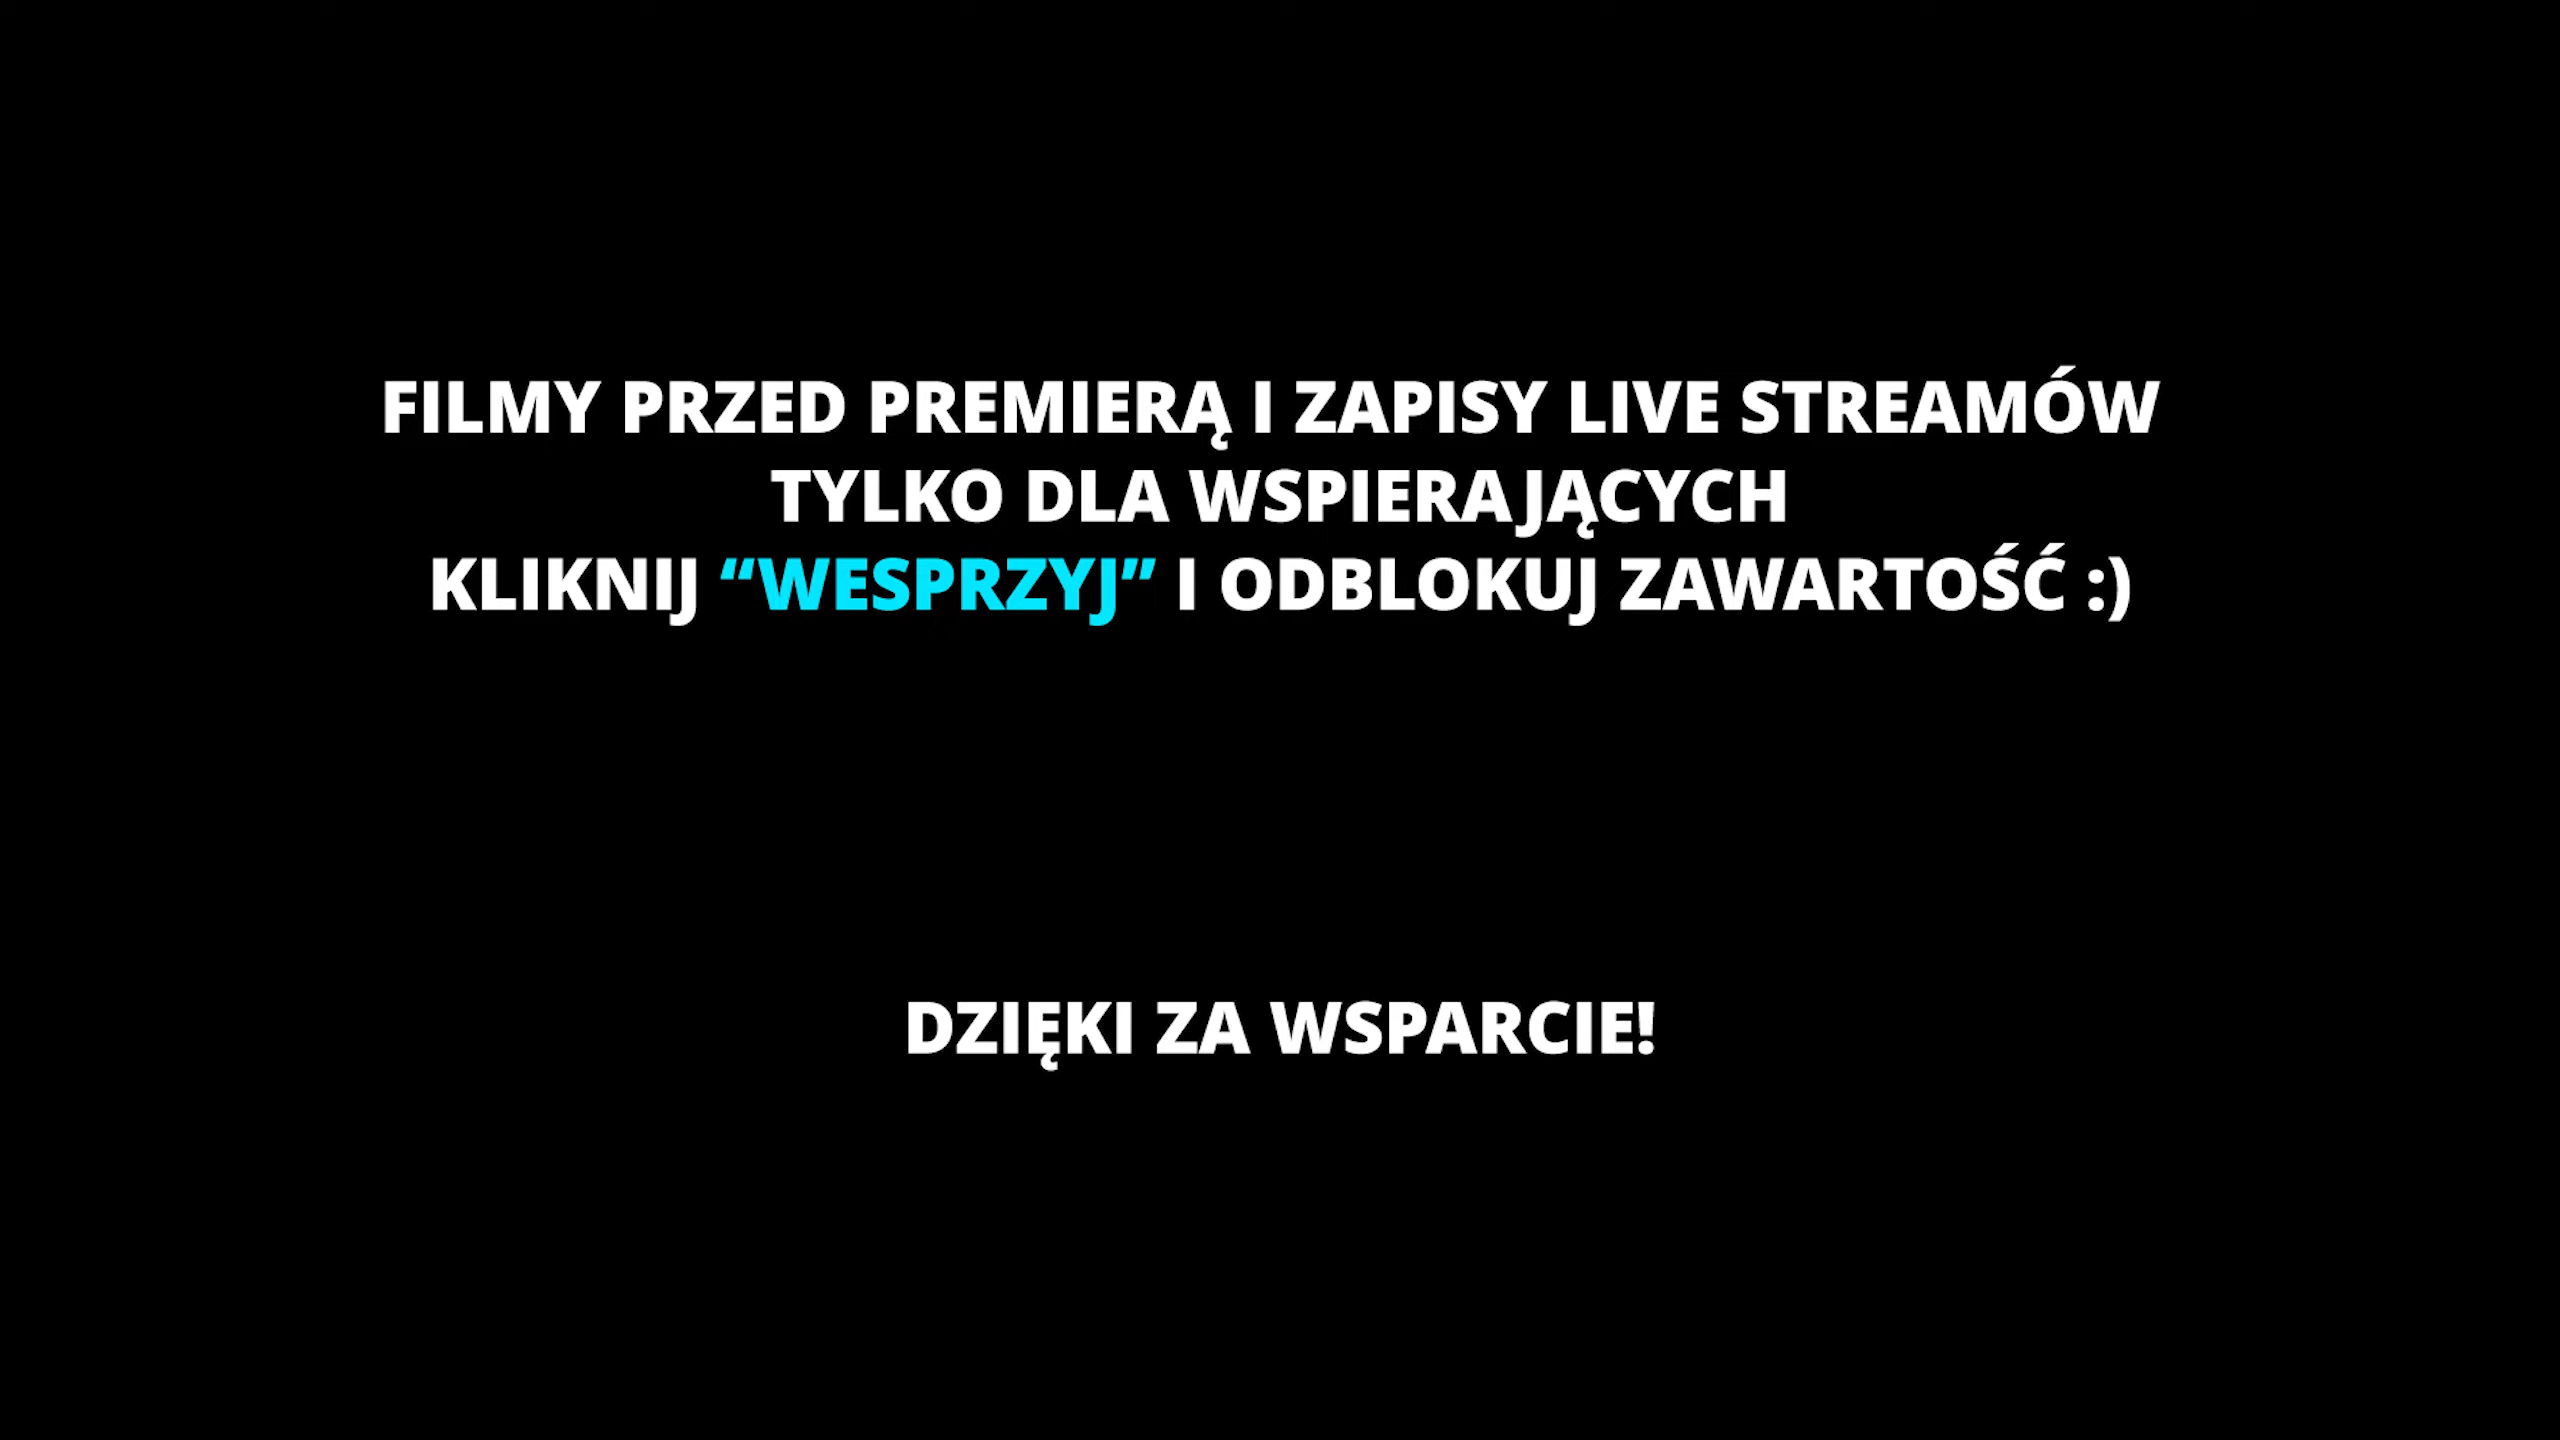 FILMY PRZED PREMIERĄ I ZAPISY LIVE STREAMÓW
TYLKO DLA WSPIERAJĄCYCH
KLIKNIJ “WESPRZYJ” I ODBLOKUJ ZAWARTOŚĆ :)
DZIĘKI ZA WSPARCIE!